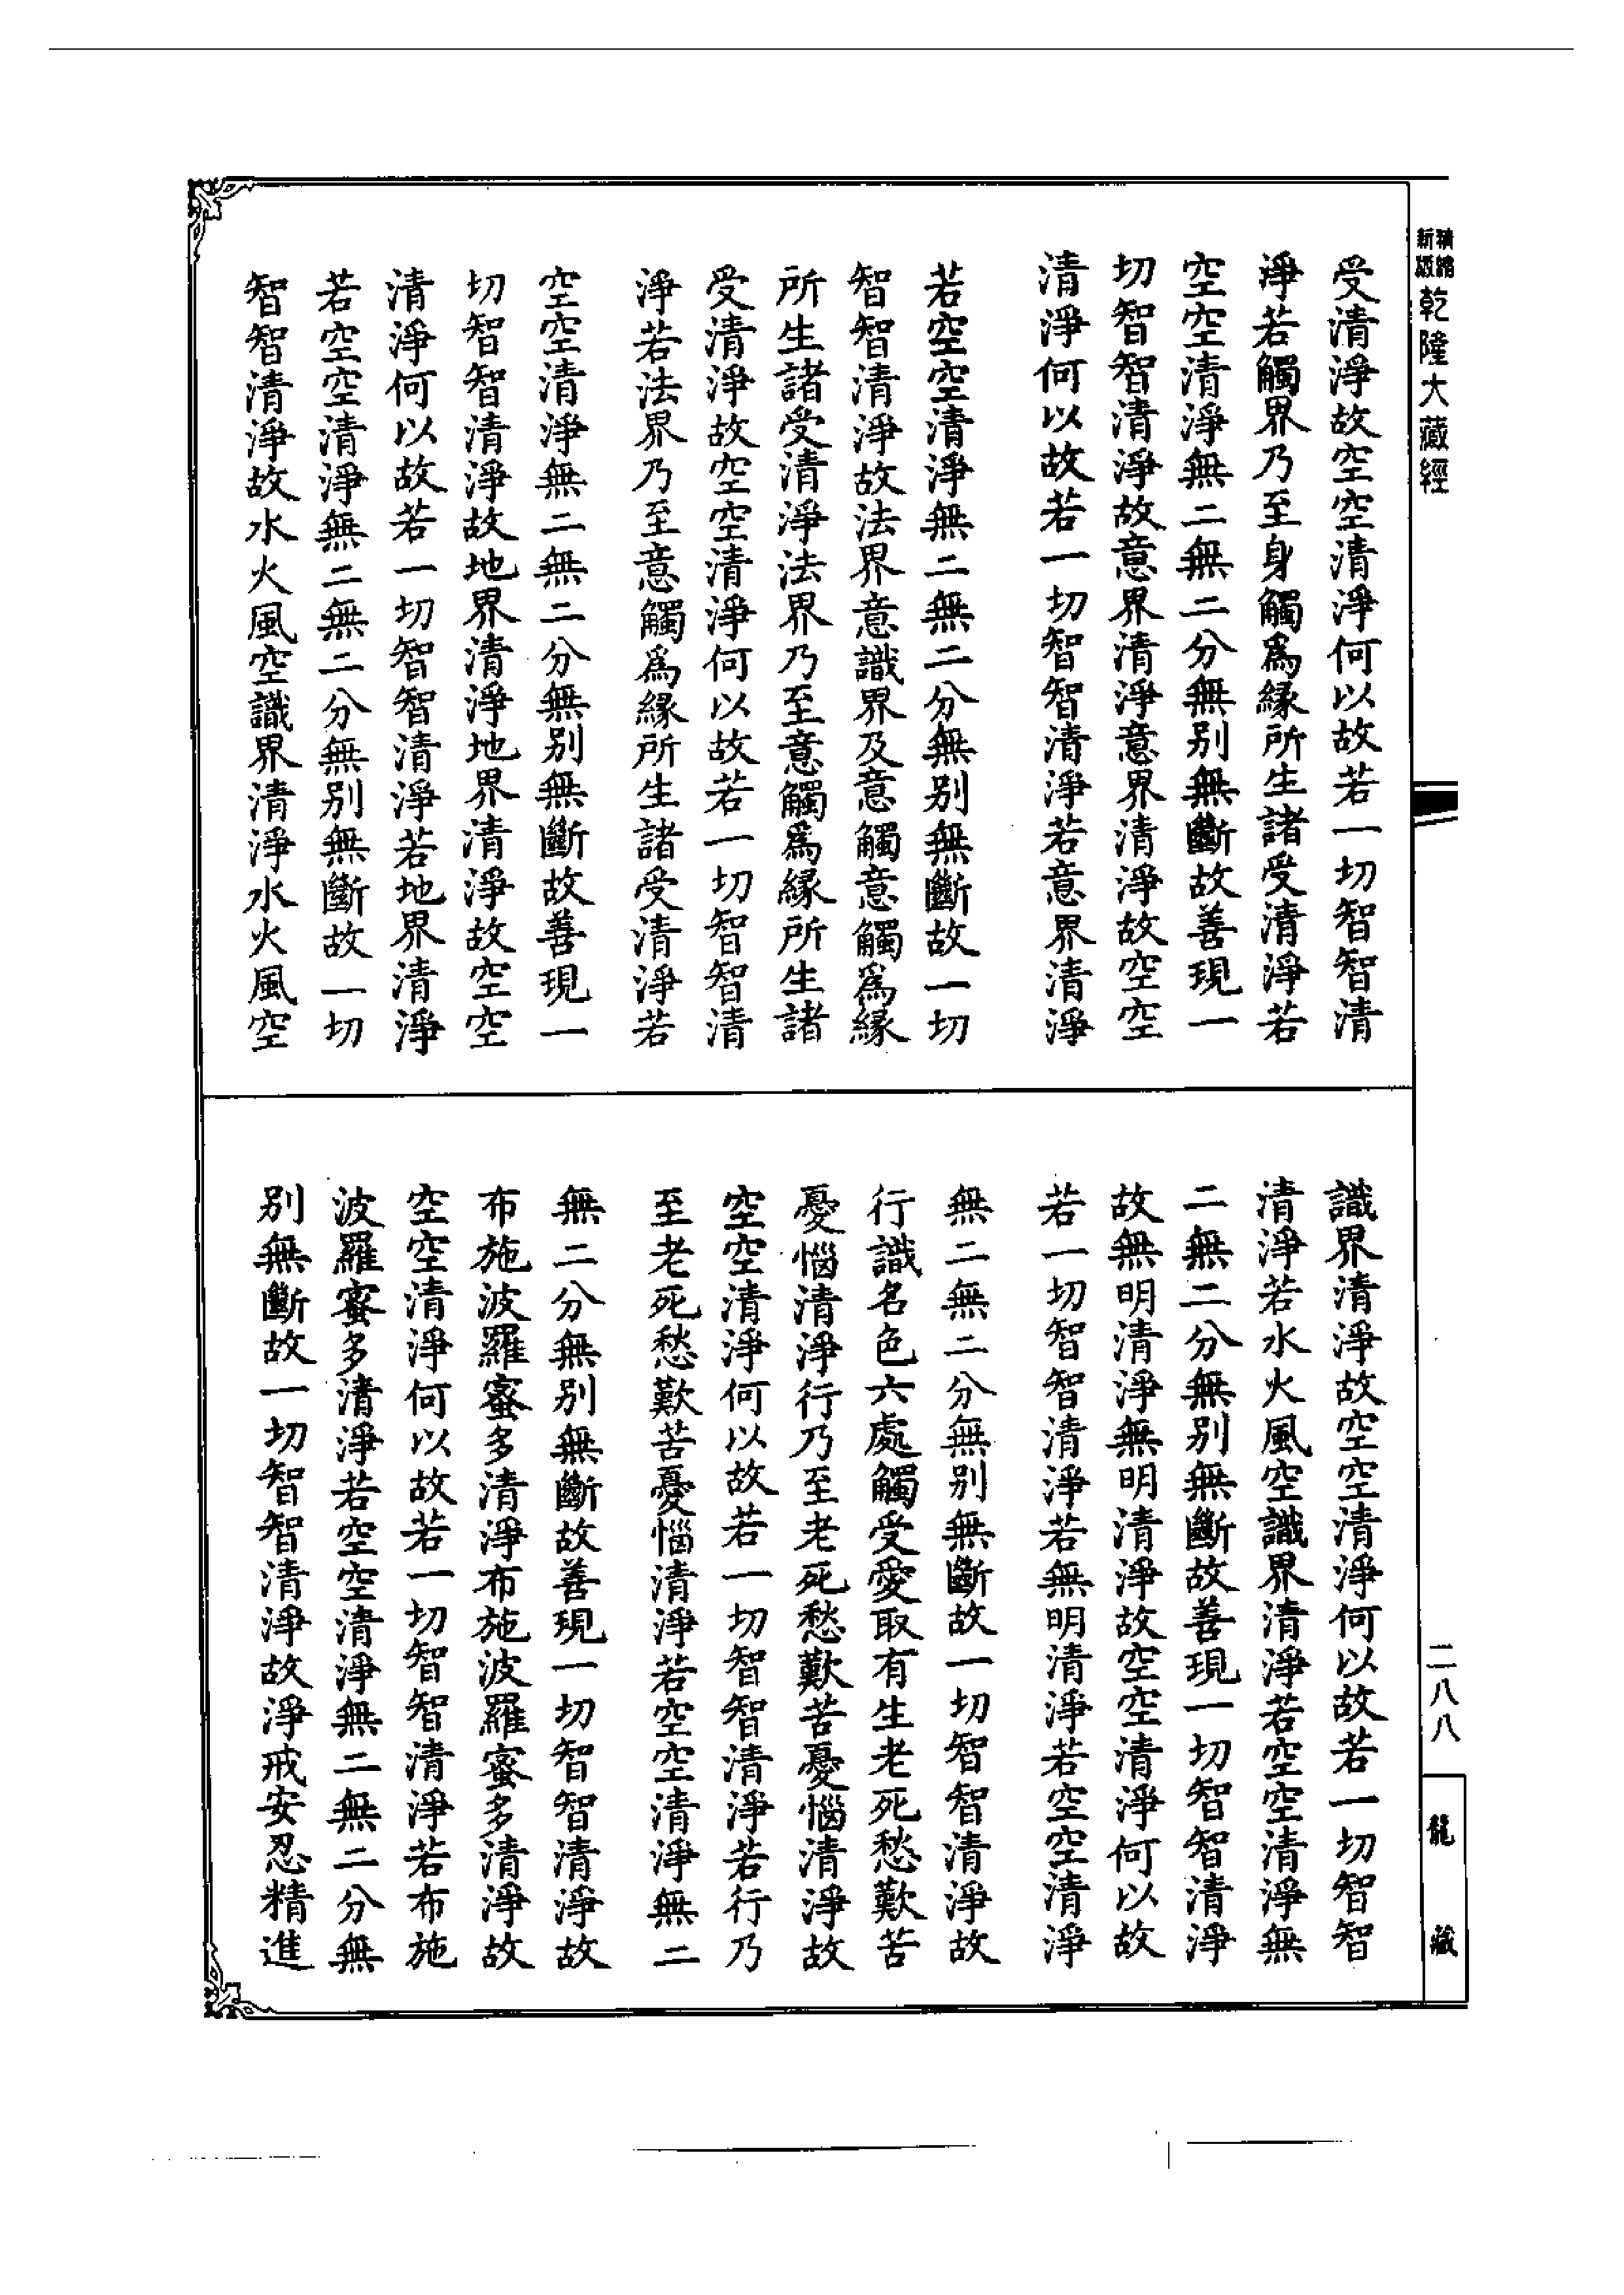 精縮
新版
乾隆大藏經
受清淨故空空清淨何以故若一切智智清
淨若觸界乃至身觸爲緣所生諸受清淨若
空空清淨無二無二分無別無斷故善現一
切智智清淨故意界清淨意界清淨故空空
清淨何以故若一切智智清淨若意界清淨
若空空清淨無二無二分無別無斷故一切
智智清淨故法界意識界及意觸意觸爲緣
所生諸受清淨法界乃至意觸爲緣所生諸
受清淨故空空清淨何以故若一切智智清
淨若法界乃至意觸爲緣所生諸受清淨若
空空清淨無二無二分無別無斷故善現一
切智智清淨故地界清淨地界清淨故空空
清淨何以故若一切智智清淨若地界清淨
若空空清淨無二無二分無別無斷故一切
智智清淨故水火風空識界清淨水火風空
識界清淨故空空清淨何以故若一切智智
清淨若水火風空識界清淨若空空清淨無
二無二分無別無斷故善現一切智智清淨
故無明清淨無明清淨故空空清淨何以故
若一切智智清淨若無明清淨若空空清淨
無二無二分無別無斷故一切智智清淨故
行識名色六處觸受愛取有生老死愁歎苦
憂惱清淨行乃至老死愁歎苦憂惱清淨故
空空清淨何以故若一切智智清淨若行乃
至老死愁歎苦憂惱清淨若空空清淨無二
無二分無別無斷故善現一切智智清淨故
布施波羅蜜多清淨布施波羅蜜多清淨故
空空清淨何以故若一切智智清淨若布施
波羅蜜多清淨若空空清淨無二無二分無
別無斷故一切智智清淨故淨戒安忍精進
二八八
龍藏